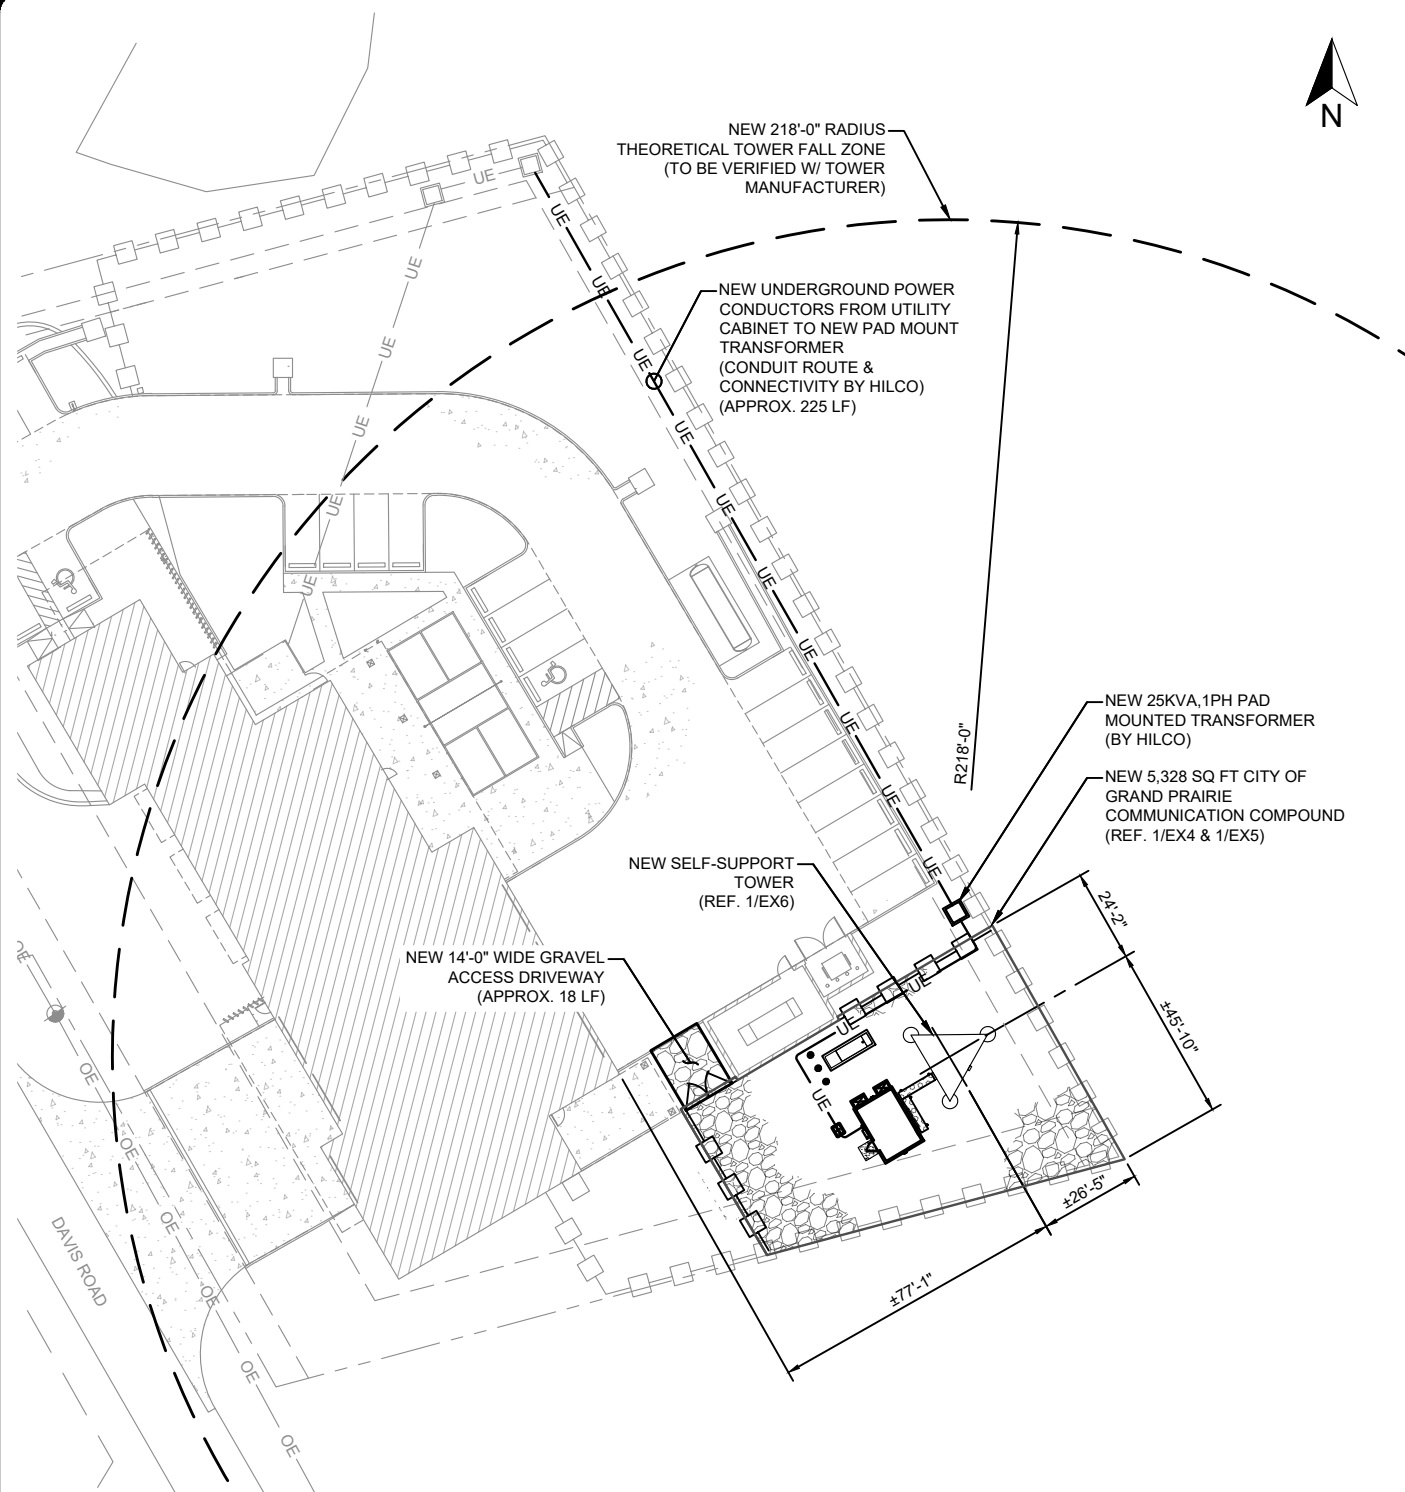 N
NEW 218'-0" RADIUS
THEORETICAL TOWER FALL ZONE
(TO BE VERIFIED W/ TOWER
MANUFACTURER)
UE
UE
UE
UE
NEW UNDERGROUND POWER
CONDUCTORS FROM UTILITY
CABINET TO NEW PAD MOUNT
TRANSFORMER
(CONDUIT ROUTE &
CONNECTIVITY BY HILCO)
(APPROX. 225 LF)
UE
UE
UE
UE
UE
UE
UE
UE
UE
R218'-0"
NEW 25KVA,1PH PAD
MOUNTED TRANSFORMER
(BY HILCO)
UE
NEW 5,328 SQ FT CITY OF
GRAND PRAIRIE
COMMUNICATION COMPOUND
(REF. 1/EX4 & 1/EX5)
UE
NEW SELF-SUPPORT
TOWER
(REF. 1/EX6)
UE
24'-2"
NEW 14'-0" WIDE GRAVEL
ACCESS DRIVEWAY
(APPROX. 18 LF)
OE
UE
UE
UE
±45'-10"
OE
OE
±26'-5"
OE
DAVIS ROAD
±77'-1"
OE
OE
OE